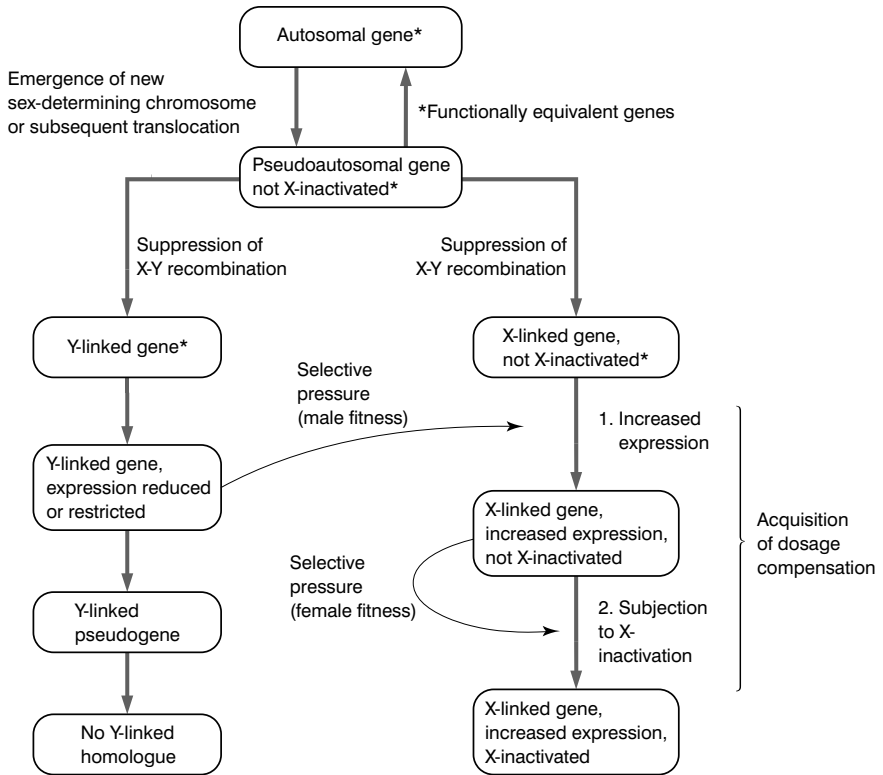 Autosomal gene*
Emergence of new
sex-determining chromosome
or subsequent translocation
*Functionally equivalent genes
Pseudoautosomal gene
not X-inactivated*
Suppression of
X-Y recombination
Suppression of
X-Y recombination
Y-linked gene*
X-linked gene,
not X-inactivated*
Selective
pressure
(male fitness)
1. Increased
expression
Y-linked gene,
expression reduced
or restricted
X-linked gene,
increased expression,
not X-inactivated
Acquisition
of dosage
compensation
Selective
pressure
(female fitness)
2. Subjection
to X-
inactivation
Y-linked
pseudogene
No Y-linked
homologue
X-linked gene,
increased expression,
X-inactivated